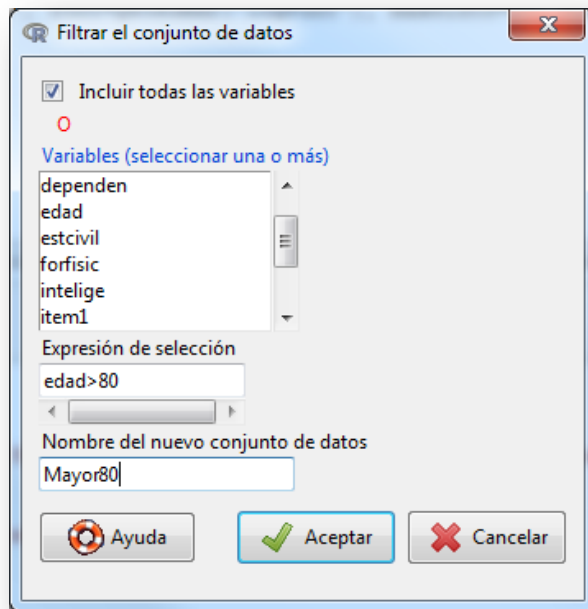 Filtrar el conjunto de datos
Incluir todas las variables
O
Variables (seleccionar una o más)
dependen
edad
estcivil
forfisic
intelige
item1
Expresión de selección
edad>80
Nombre del nuevo conjunto de datos
Mayor80
Ayuda
Aceptar
Cancelar